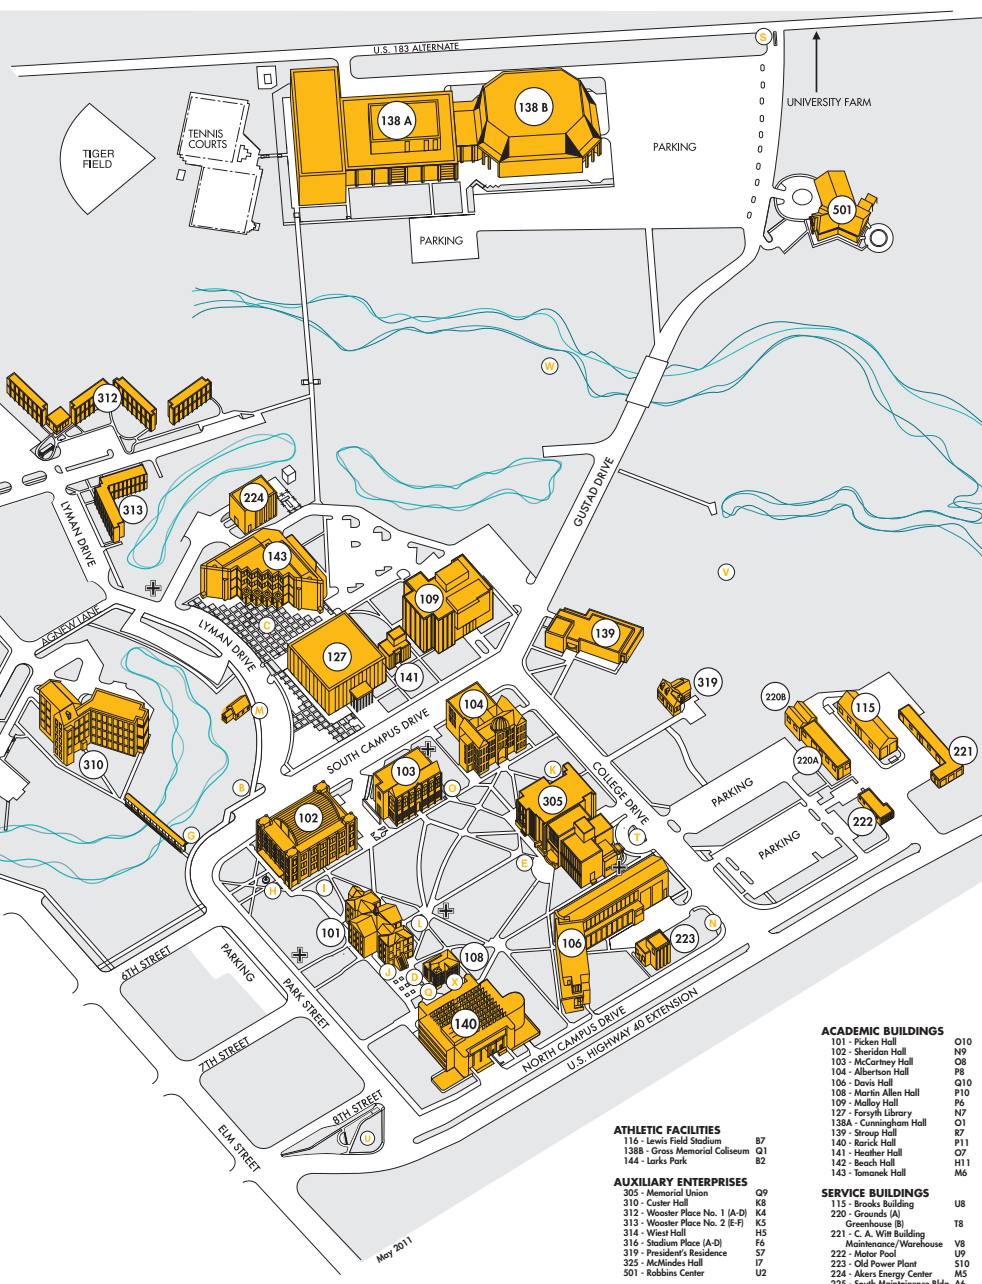 U.S. 183 ALTERNATE
S
UNIVERSITY FARM
138 A
138 B
TENNIS
COURTS
TIGER
FIELD
PARKING
501
PARKING
W
312
GUSTAD DRIVE
313
224
LYMAN DRIVE
143
109
V
AGNEW LANE
C
LYMAN DRIVE
127
139
141
319
104
220B
115
M
SOUTH CAMPUS DRIVE
310
103
K
COLLEGE DRIVE
220A
221
B
O
305
PARKING
102
G
T
222
PARKING
E
H
I
L
101
N
106
223
6TH STREET
PARKING
108
J
D
X
Q
PARK STREET
140
NORTH CAMPUS DRIVE
U.S. HIGHWAY 40 EXTENSION
7TH STREET
8TH STREET
U
ELM STREET
May 2011
ATHLETIC FACILITIES
116 - Lewis Field Stadium B7
138B - Gross Memorial Coliseum Q1
144 - Larks Park B2
AUXILIARY ENTERPRISES
305 - Memorial Union Q9
310 - Custer Hall K8
312 - Wooster Place No. 1 (A-D) K4
313 - Wooster Place No. 2 (E-F) K5
314 - Wiest Hall H5
316 - Stadium Place (A-D) F6
319 - President's Residence S7
325 - McMindes Hall I7
501 - Robbins Center U2
ACADEMIC BUILDINGS
101 - Picken Hall O10
102 - Sheridan Hall N9
103 - McCartney Hall O8
104 - Albertson Hall P8
106 - Davis Hall Q10
108 - Martin Allen Hall P10
109 - Malloy Hall P6
127 - Forsyth Library N7
138A - Cunningham Hall O1
139 - Stroup Hall R7
140 - Rarick Hall P11
141 - Heather Hall O7
142 - Beach Hall H11
143 - Tomanek Hall M6
SERVICE BUILDINGS
115 - Brooks Building U8
220 - Grounds (A)
Greenhouse (B) T8
221 - C. A. Witt Building
Maintenance/Warehouse V8
222 - Motor Pool U9
223 - Old Power Plant S10
224 - Akers Energy Center M5
225 - South Maintainence Bldg. A6